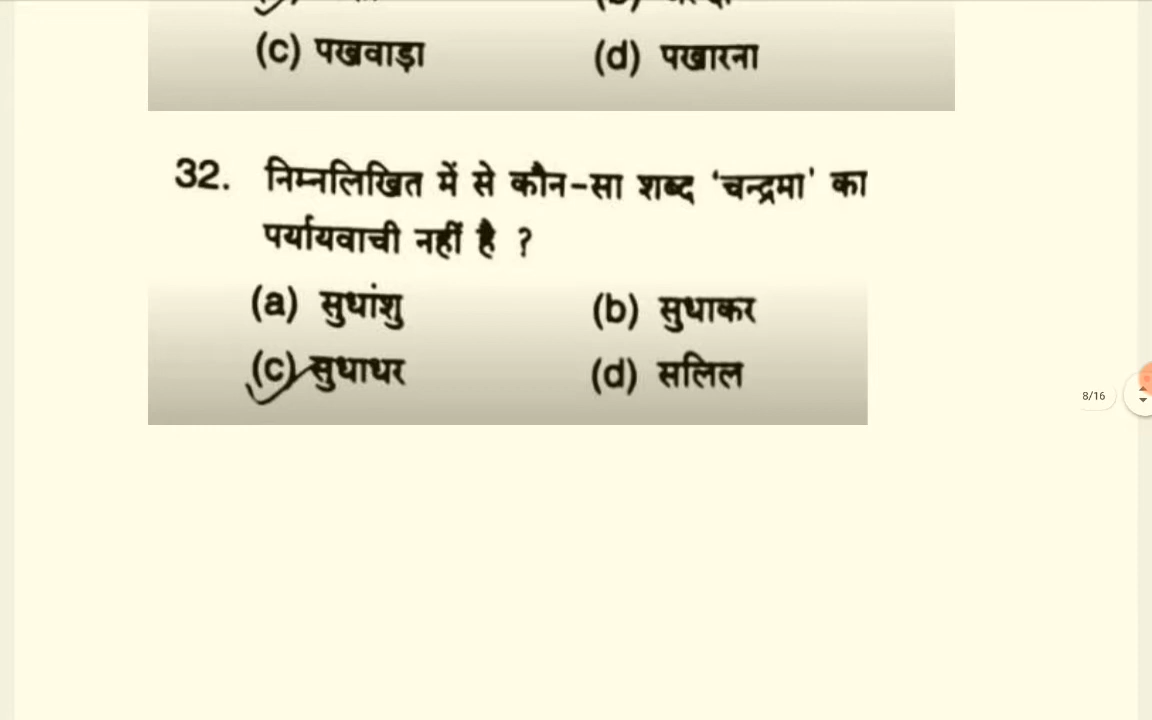 (c) पखवाड़ा (d) पखारना
32. निम्नलिखित में से कौन-सा शब्द 'चन्द्रमा' का
पर्यायवाची नहीं है ?
(a) सुधांशु (b) सुधाकर
(c) सुधाधर (d) सलिल
8/16